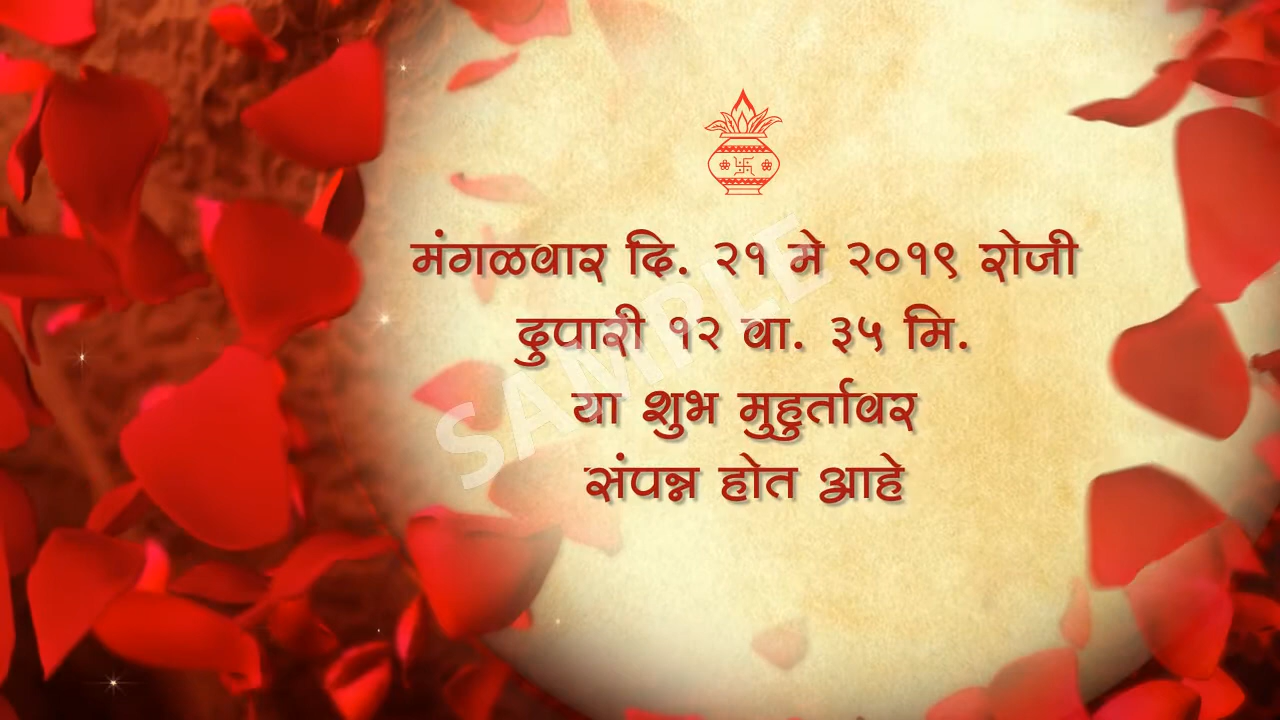 मंगळवार दि. २१ मे २०१९ रोजी
दुपारी १२ वा. ३५ मि.
या शुभ मुहुर्तावर
संपन्न होत आहे
SAMPLE